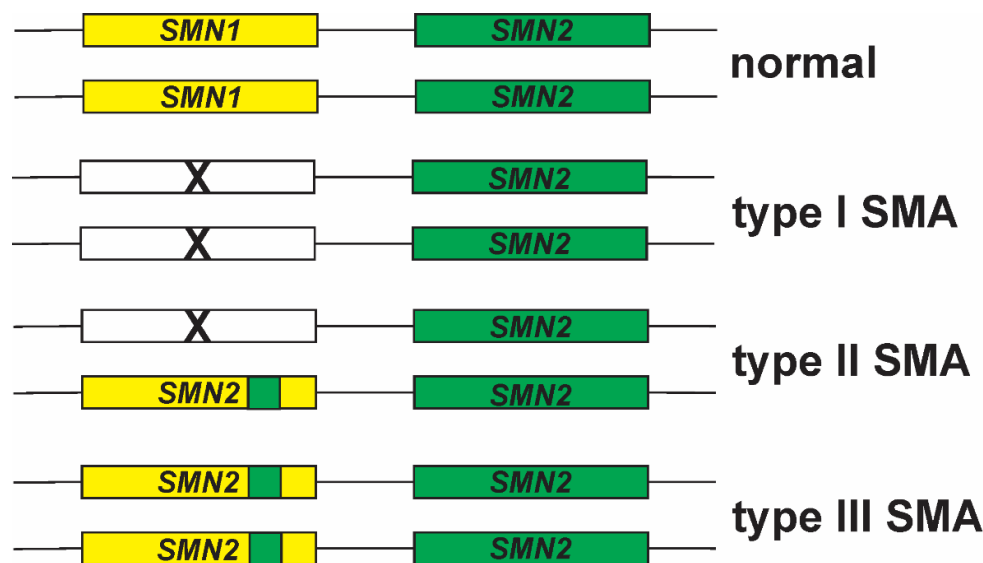 SMN1 SMN2
SMN1 SMN2
normal
X SMN2
X SMN2
type I SMA
X SMN2
SMN2 SMN2
type II SMA
SMN2 SMN2
SMN2 SMN2
type III SMA